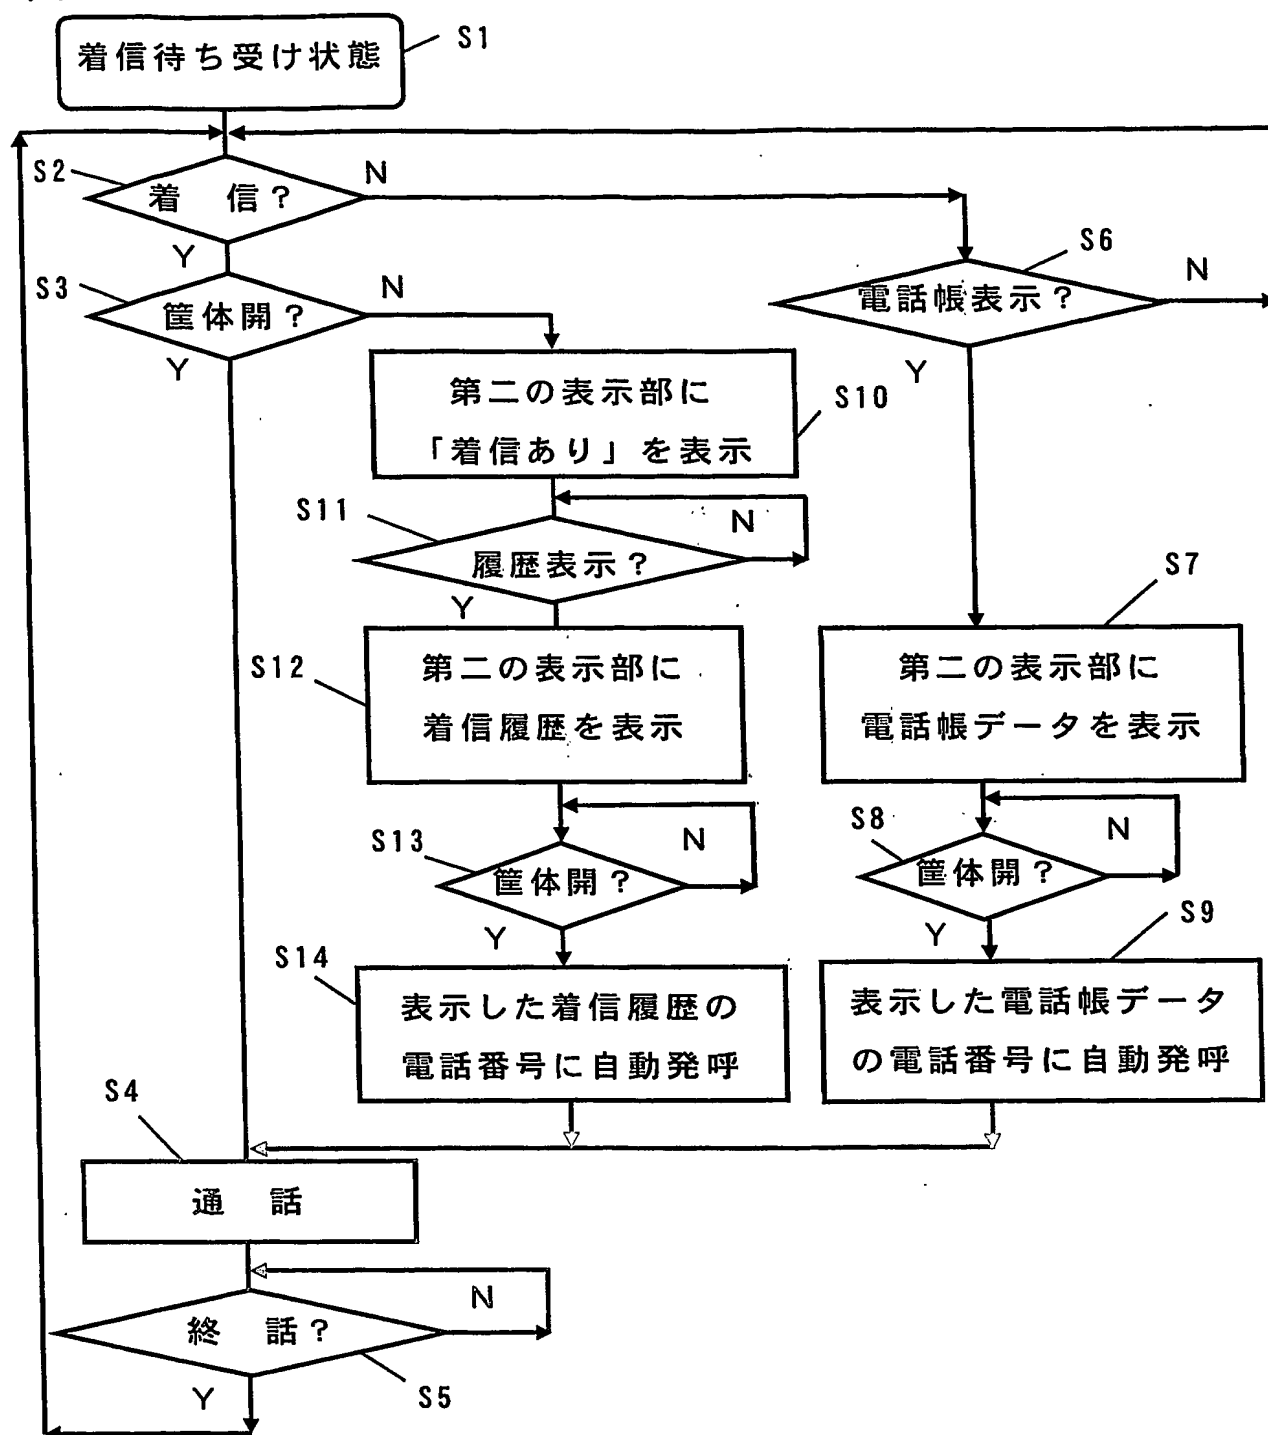 着信待ち受け状態
S1
S2
着 信?
N
Y
S3
筐体開?
N
Y
S6
電話帳表示?
N
Y
第二の表示部に
「着信あり」を表示
S10
S11
履歴表示?
N
Y
S12
第二の表示部に
着信履歴を表示
S7
第二の表示部に
電話帳データを表示
S13
筐体開?
N
Y
S8
筐体開?
N
Y
S14
表示した着信履歴の
電話番号に自動発呼
S9
表示した電話帳データ
の電話番号に自動発呼
S4
通 話
終 話?
N
Y
S5